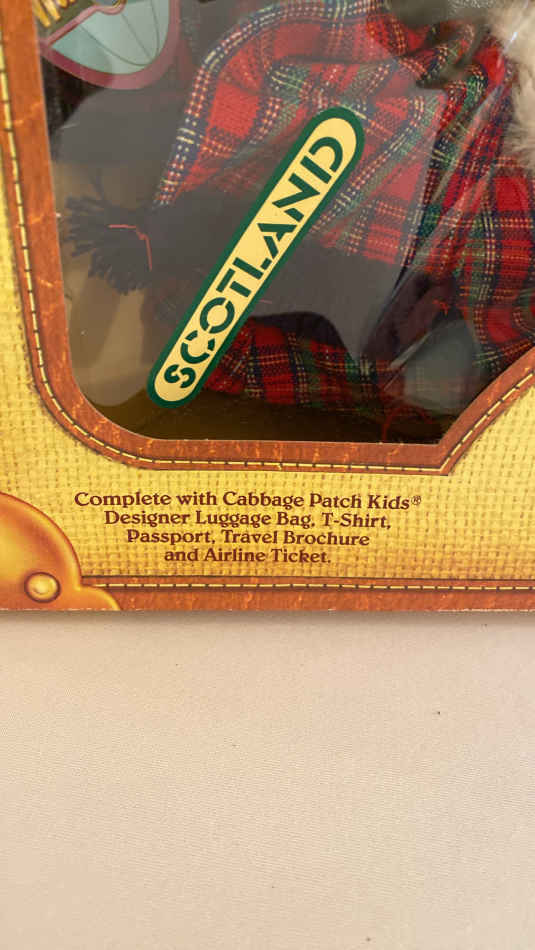 SCOTLAND
Complete with Cabbage Patch Kids®
Designer Luggage Bag, T-Shirt,
Passport, Travel Brochure
and Airline Ticket.